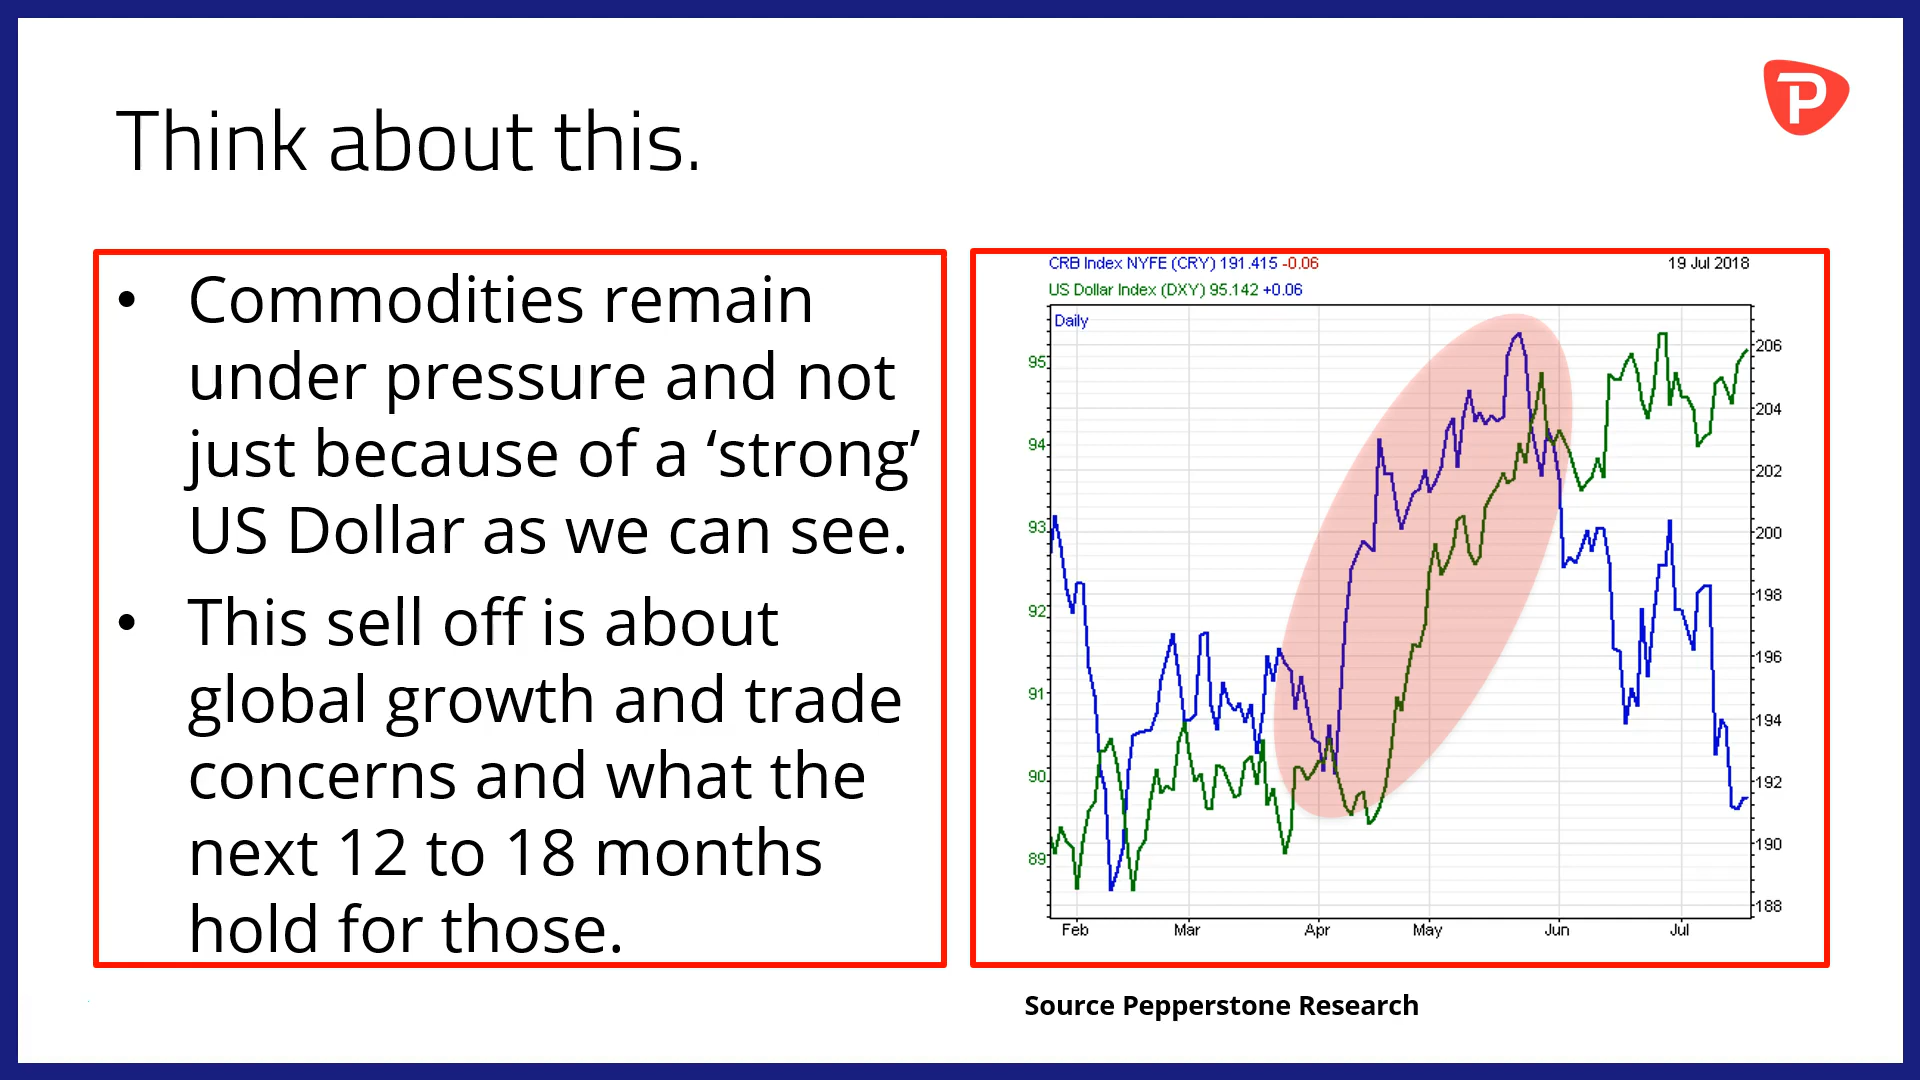 Think about this.
P
• Commodities remain
under pressure and not
just because of a ‘strong’
US Dollar as we can see.
• This sell off is about
global growth and trade
concerns and what the
next 12 to 18 months
hold for those.
CRB Index NYFE (CRY) 191.415 -0.06
19 Jul 2018
US Dollar Index (DXY) 95.142 +0.06
Daily
95
94
93
92
91
90
89
206
204
202
200
198
196
194
192
190
188
Feb Mar Apr May Jun Jul
Source Pepperstone Research